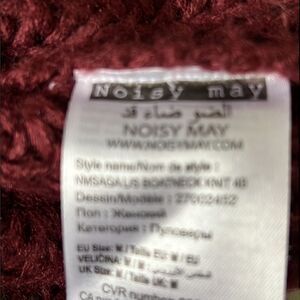 Noisy may
NOISY MAY
WWW.NOISYMAY.COM
Style name/Nom de style :
NMSAGA L/S BOATNECK KNIT 4B
Dessin/Modèle : 27002432
Пол : Женский
Категория : Пуловеры
EU Size: M / Taille EU: M / EU
VELIČINA: M / M :
UK Size: M / Taille UK: M
CVR number